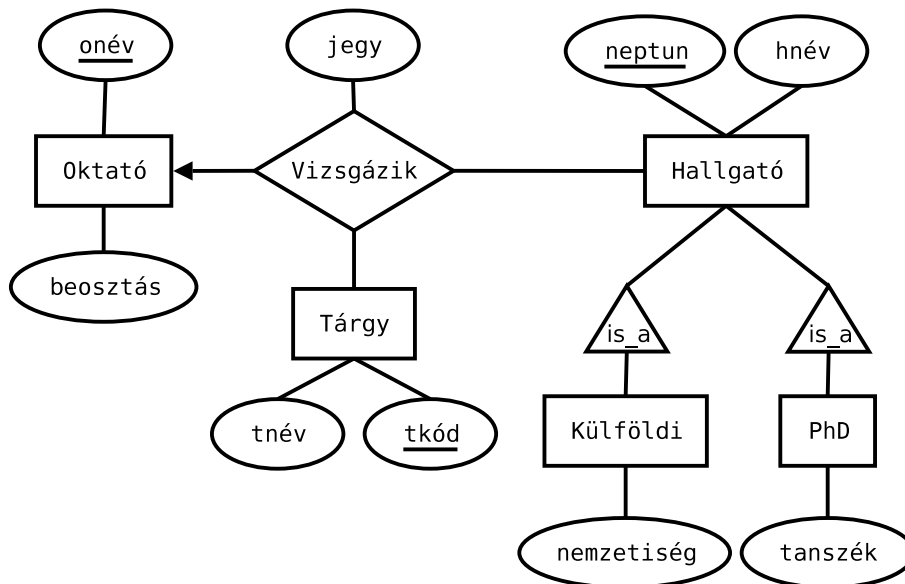 onév
jegy
neptun
hnév
Oktató
Vizsgázik
Hallgató
beosztás
Tárgy
is_a
is_a
tnév
tkód
Külföldi
PhD
nemzetiség
tanszék